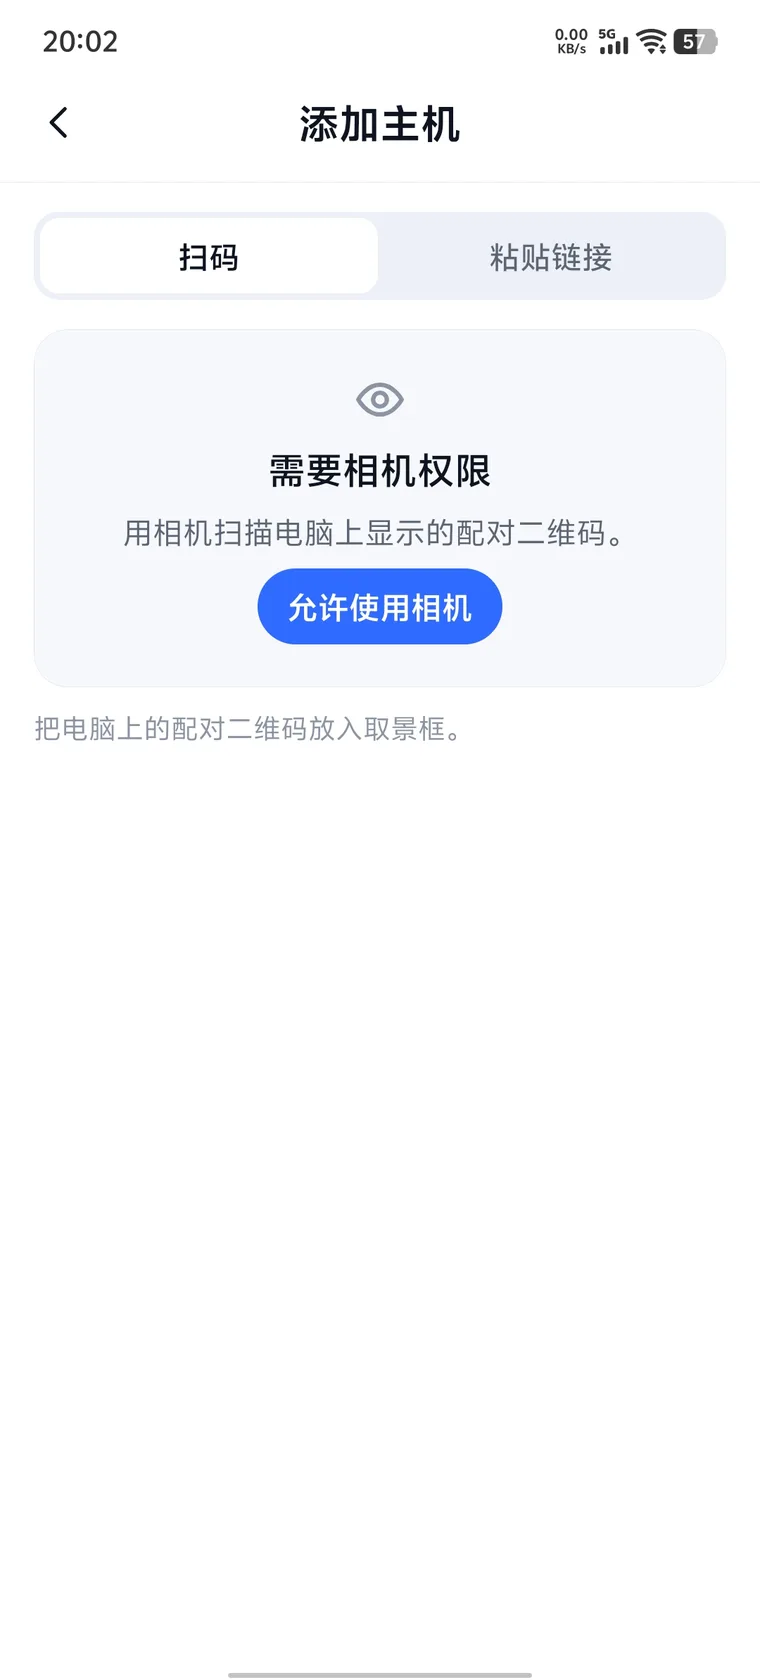 20:02
0.00 KB/s 5G 57
添加主机
扫码 粘贴链接
需要相机权限
用相机扫描电脑上显示的配对二维码。
允许使用相机
把电脑上的配对二维码放入取景框。